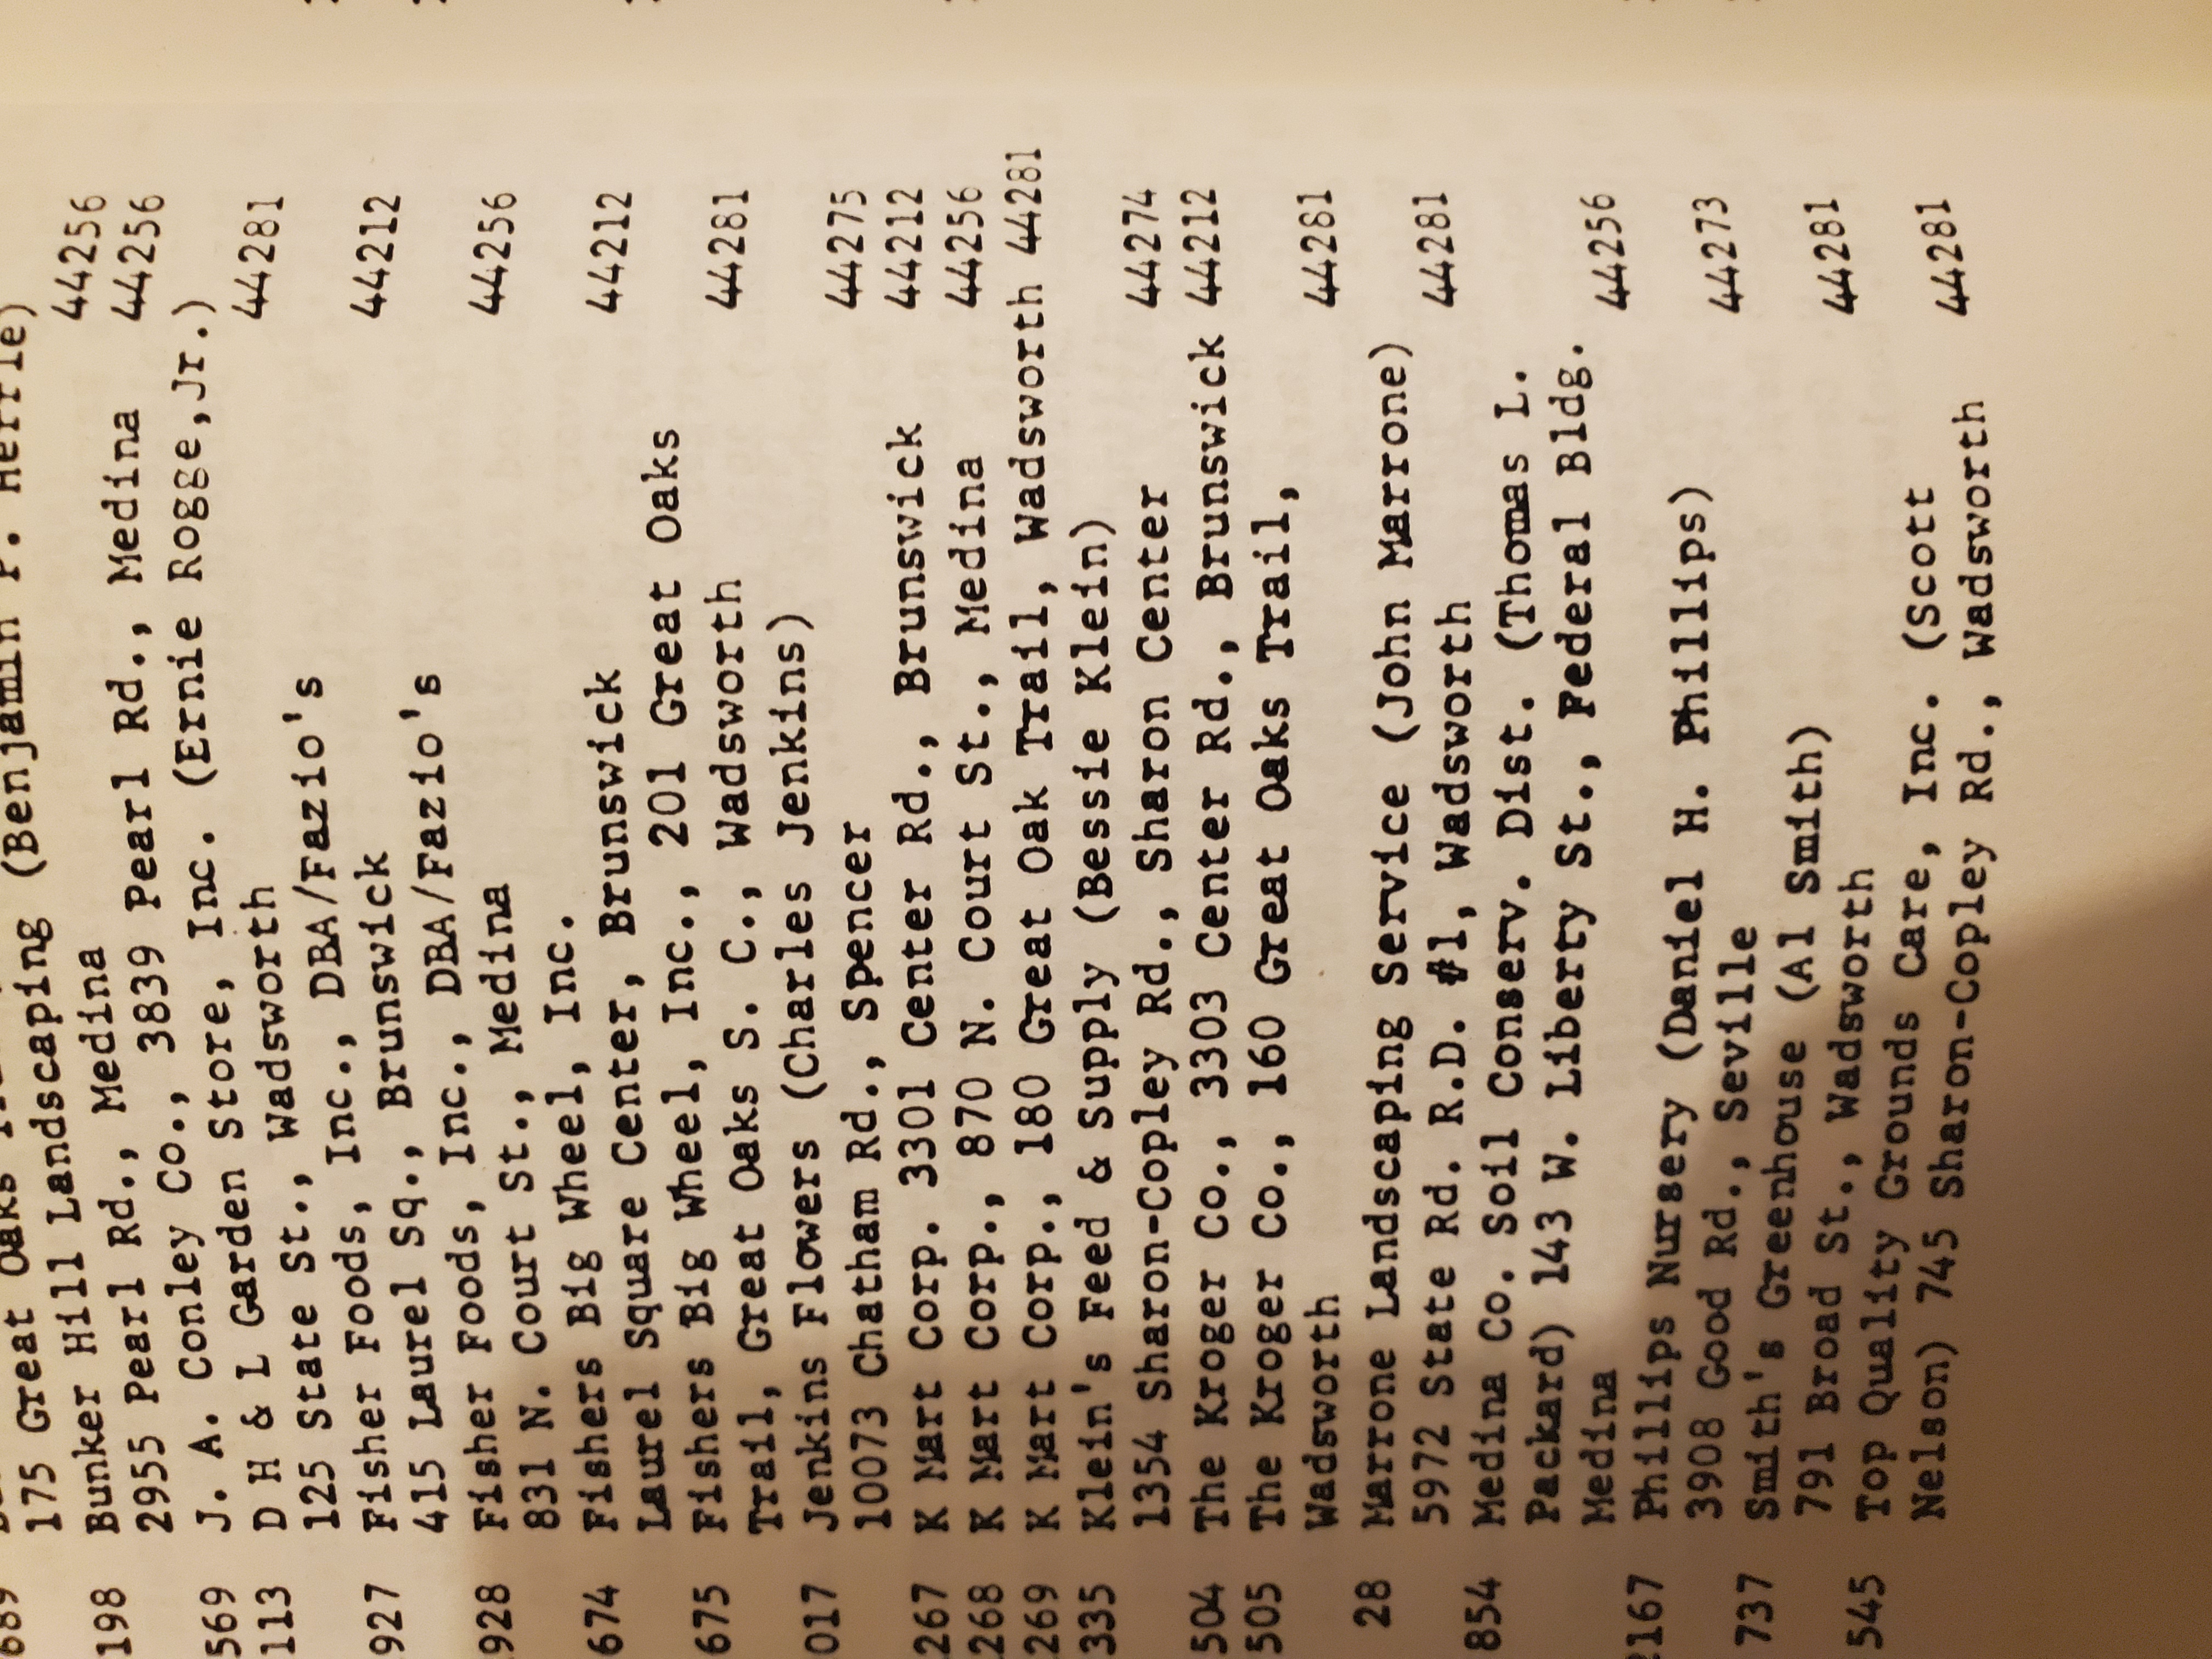 175 Great Oaks
Landscaping (Benjamin 44256
198 Bunker Hill Landscaping
2955 Pearl Rd., Medina 44256
569 J. A. Conley Co., 3839 Pearl Rd., Medina
113 D H & L Garden Store, Inc. (Ernie Rogge,Jr.)
125 State St., Wadsworth 44281
927 Fisher Foods, Inc., DBA/Fazio's
415 Laurel Sq., Brunswick 44212
928 Fisher Foods, Inc., DBA/Fazio's
831 N. Court St., Medina 44256
674 Fishers Big Wheel, Inc.
Laurel Square Center, Brunswick 44212
675 Fishers Big Wheel, Inc., 201 Great Oaks
Trail, Great Oaks S. C., Wadsworth 44281
017 Jenkins Flowers (Charles Jenkins)
10073 Chatham Rd., Spencer 44275
267 K Mart Corp. 3301 Center Rd., Brunswick 44212
268 K Mart Corp., 870 N. Court St., Medina 44256
269 K Mart Corp., 180 Great Oak Trail, Wadsworth 44281
335 Klein's Feed & Supply (Bessie Klein)
1354 Sharon-Copley Rd., Sharon Center 44274
504 The Kroger Co., 3303 Center Rd., Brunswick 44212
505 The Kroger Co., 160 Great Oaks Trail,
Wadsworth 44281
28 Marrone Landscaping Service (John Marrone)
5972 State Rd. R.D. #1, Wadsworth 44281
854 Medina Co. Soil Conserv. Dist. (Thomas L.
Packard) 143 W. Liberty St., Federal Bldg.
Medina 44256
167 Phillips Nursery (Daniel H. Phillips)
3908 Good Rd., Seville 44273
737 Smith's Greenhouse (Al Smith)
791 Broad St., Wadsworth 44281
545 Top Quality Grounds Care, Inc. (Scott
Nelson) 745 Sharon-Copley Rd., Wadsworth 44281